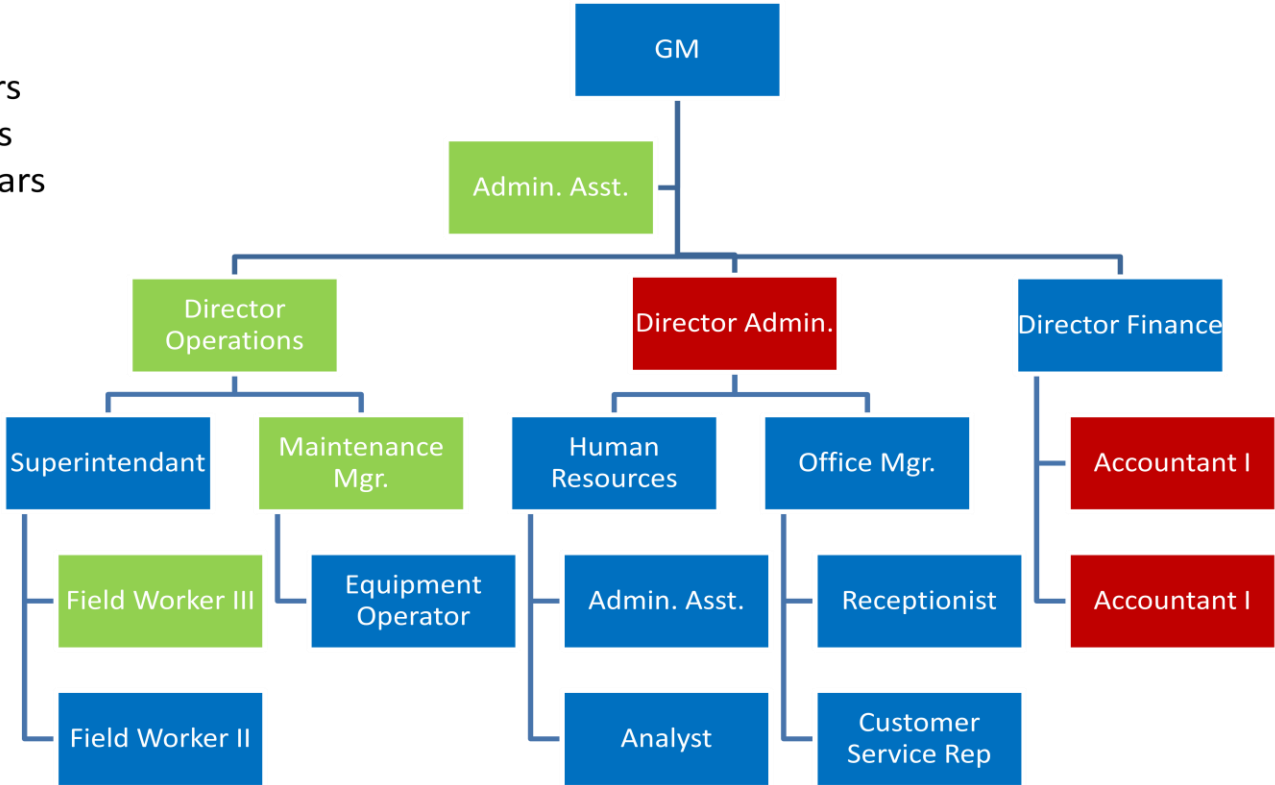 GM
rs
s
ars
Admin. Asst.
Director
Operations
Director Admin.
Director Finance
Superintendant
Maintenance
Mgr.
Human
Resources
Office Mgr.
Accountant I
Field Worker III
Equipment
Operator
Admin. Asst.
Receptionist
Accountant I
Field Worker II
Analyst
Customer
Service Rep